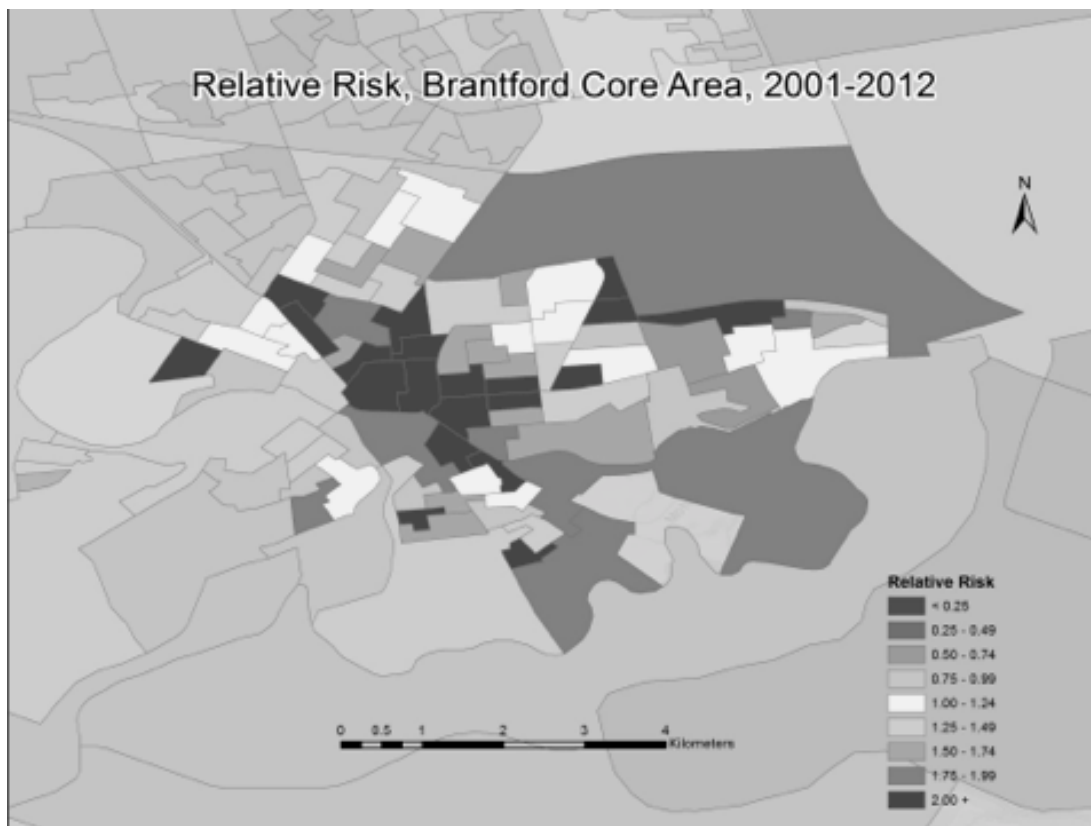 Relative Risk, Brantford Core Area, 2001-2012
N
Relative Risk
< 0.25
0.25 - 0.49
0.50 - 0.74
0.75 - 0.99
1.00 - 1.24
1.25 - 1.49
1.50 - 1.74
1.75 - 1.99
2.00 +
0 0.5 1 2 3 4
Kilometers